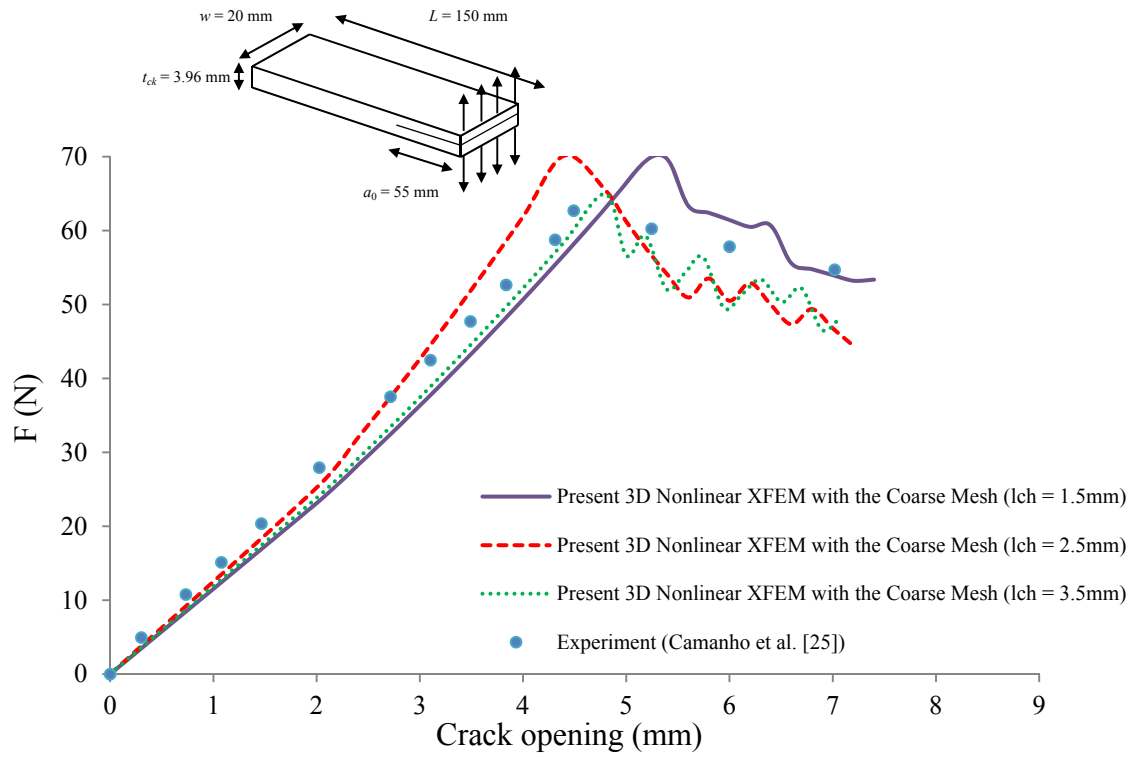 w = 20 mm
L = 150 mm
tck = 3.96 mm
a0 = 55 mm
70
60
50
40
30
20
10
0
F (N)
Present 3D Nonlinear XFEM with the Coarse Mesh (lch = 1.5mm)
Present 3D Nonlinear XFEM with the Coarse Mesh (lch = 2.5mm)
Present 3D Nonlinear XFEM with the Coarse Mesh (lch = 3.5mm)
Experiment (Camanho et al. [25])
0 1 2 3 4 5 6 7 8 9
Crack opening (mm)